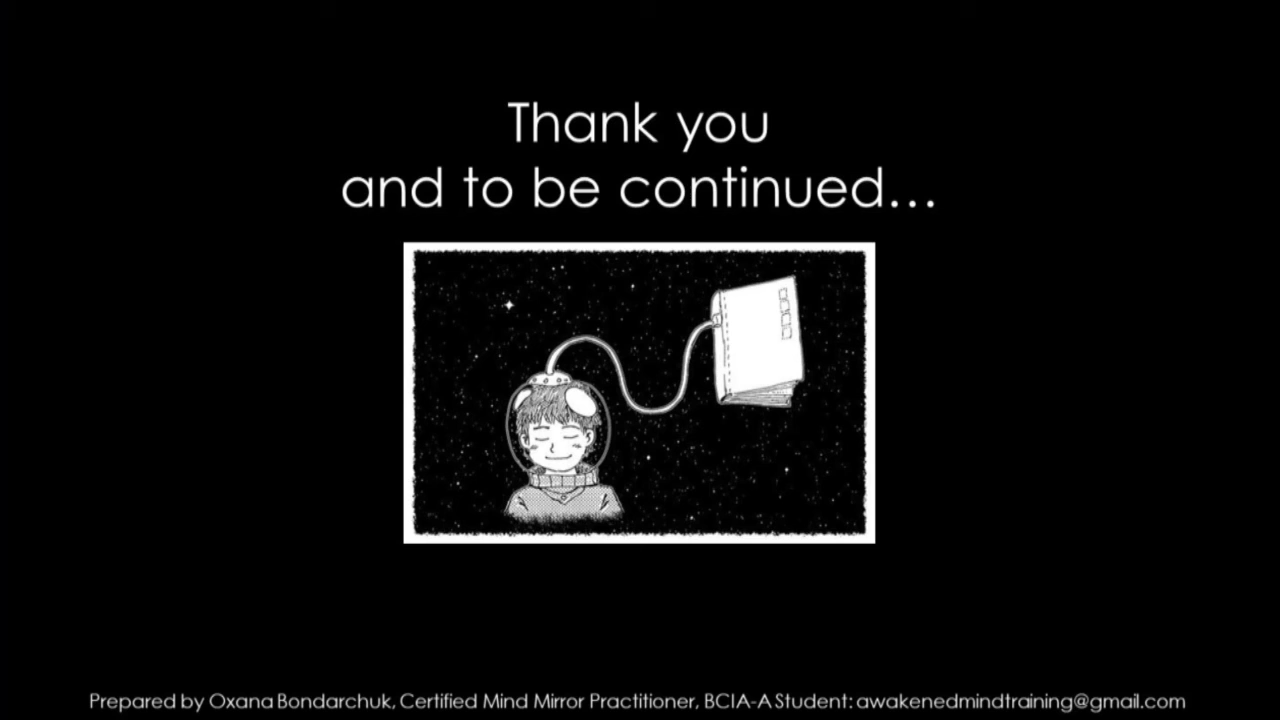 Thank you
and to be continued...
Prepared by Oxana Bondarchuk, Certified Mind Mirror Practitioner, BCIA-A Student: awakenedmindtraining@gmail.com